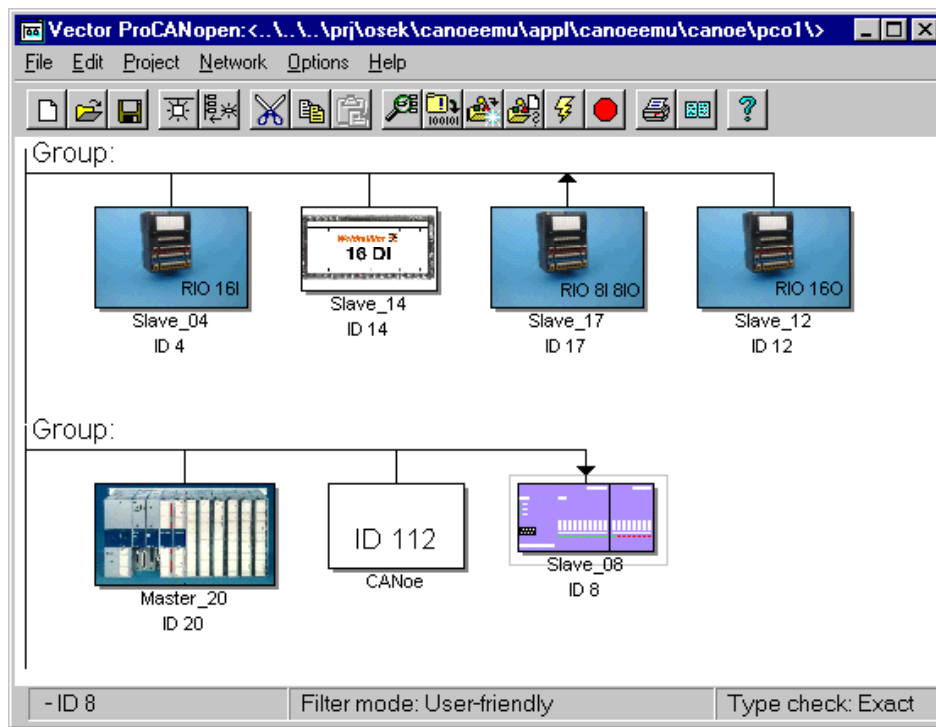 Vector ProCANopen:<..\..\..\prj\osek\canoeemu\appl\canoeemu\canoe\pco1\>
File Edit Project Network Options Help
Group:
RIO 16I
Weidmüller
16 DI
RIO 8I 8IO
RIO 16O
Slave_04
Slave_14
Slave_17
Slave_12
ID 4
ID 14
ID 17
ID 12
Group:
ID 112
Master_20
CANoe
Slave_08
ID 20
ID 8
- ID 8
Filter mode: User-friendly
Type check: Exact